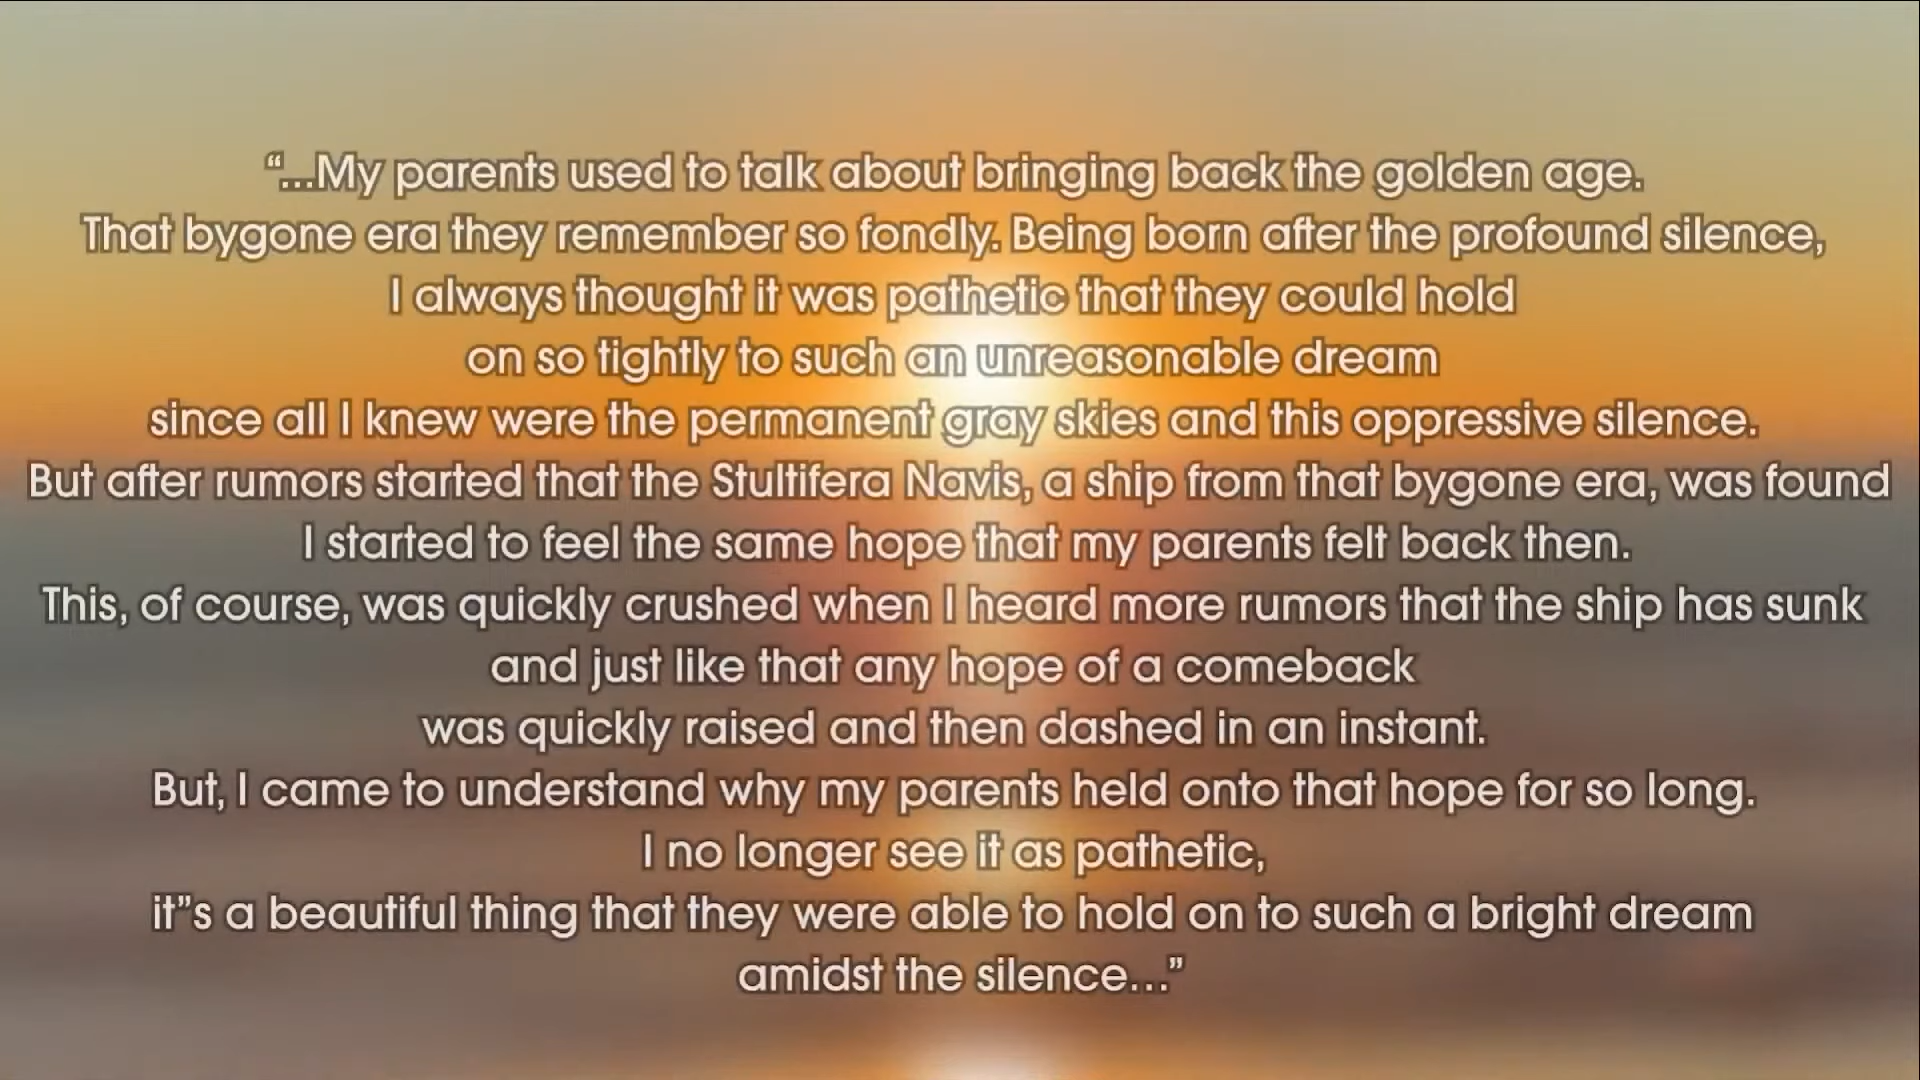 “...My parents used to talk about bringing back the golden age.
That bygone era they remember so fondly. Being born after the profound silence,
I always thought it was pathetic that they could hold
on so tightly to such an unreasonable dream
since all I knew were the permanent gray skies and this oppressive silence.
But after rumors started that the Stultifera Navis, a ship from that bygone era, was found
I started to feel the same hope that my parents felt back then.
This, of course, was quickly crushed when I heard more rumors that the ship has sunk
and just like that any hope of a comeback
was quickly raised and then dashed in an instant.
But, I came to understand why my parents held onto that hope for so long.
I no longer see it as pathetic,
it”s a beautiful thing that they were able to hold on to such a bright dream
amidst the silence...”